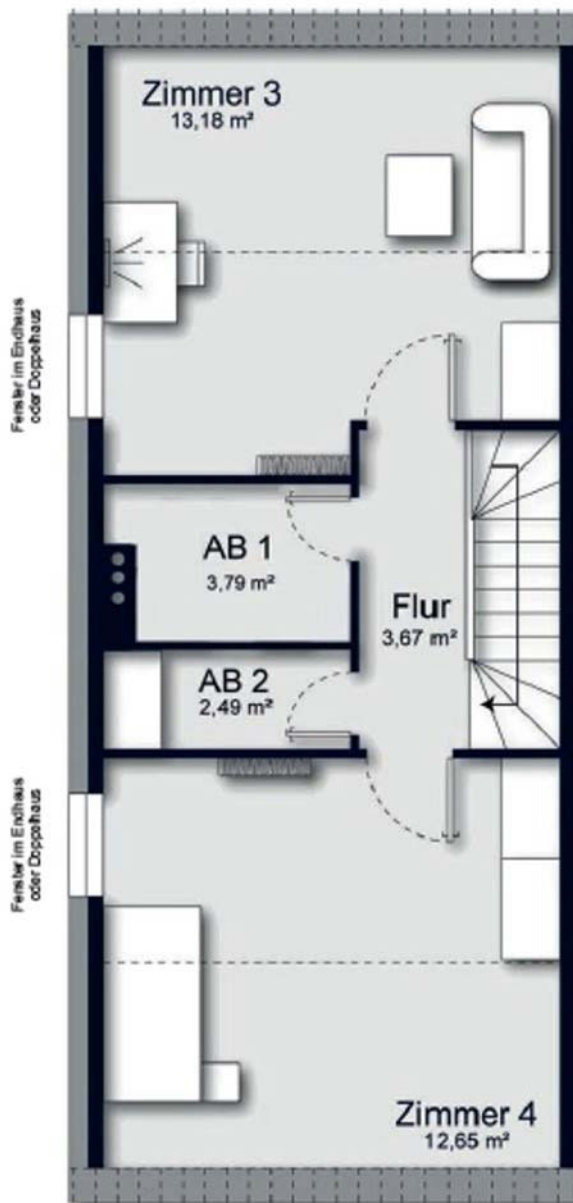 Zimmer 3
13,18 m²
Fenster im Endhaus
oder Doppelhaus
AB 1
3,79 m²
Flur
3,67 m²
AB 2
2,49 m²
Fenster im Endhaus
oder Doppelhaus
Zimmer 4
12,65 m²